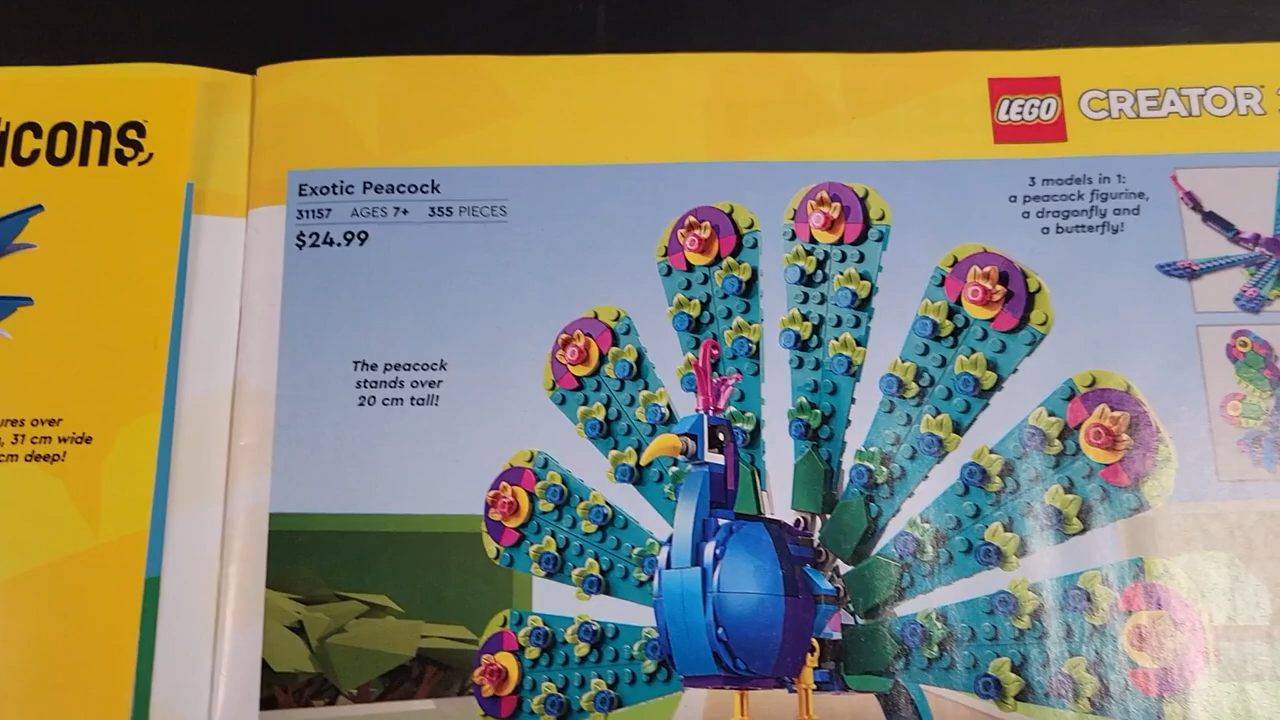 ICONS
ures over
, 31 cm wide
cm deep!
LEGO CREATOR
Exotic Peacock
31157 AGES 7+ 355 PIECES
$24.99
3 models in 1:
a peacock figurine,
a dragonfly and
a butterfly!
The peacock
stands over
20 cm tall!